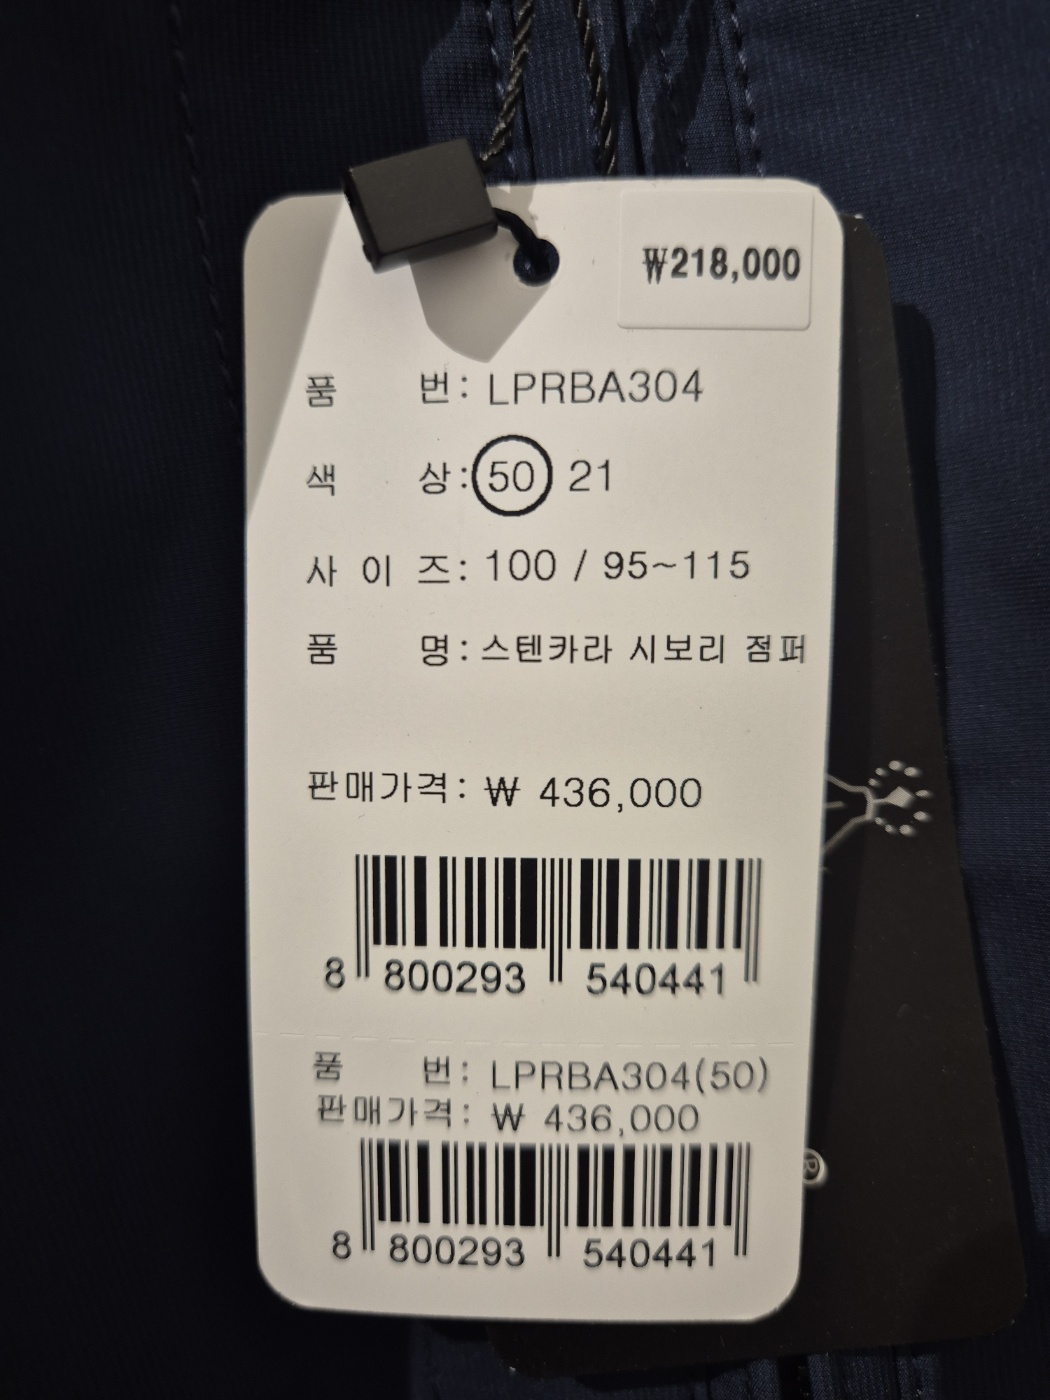 ₩218,000
품 번: LPRBA304
색 상: 50 21
사 이 즈: 100 / 95~115
품 명: 스텐카라 시보리 점퍼
판매가격: ₩ 436,000
8 800293 540441
품 번: LPRBA304(50)
판매가격: ₩ 436,000
8 800293 540441
®